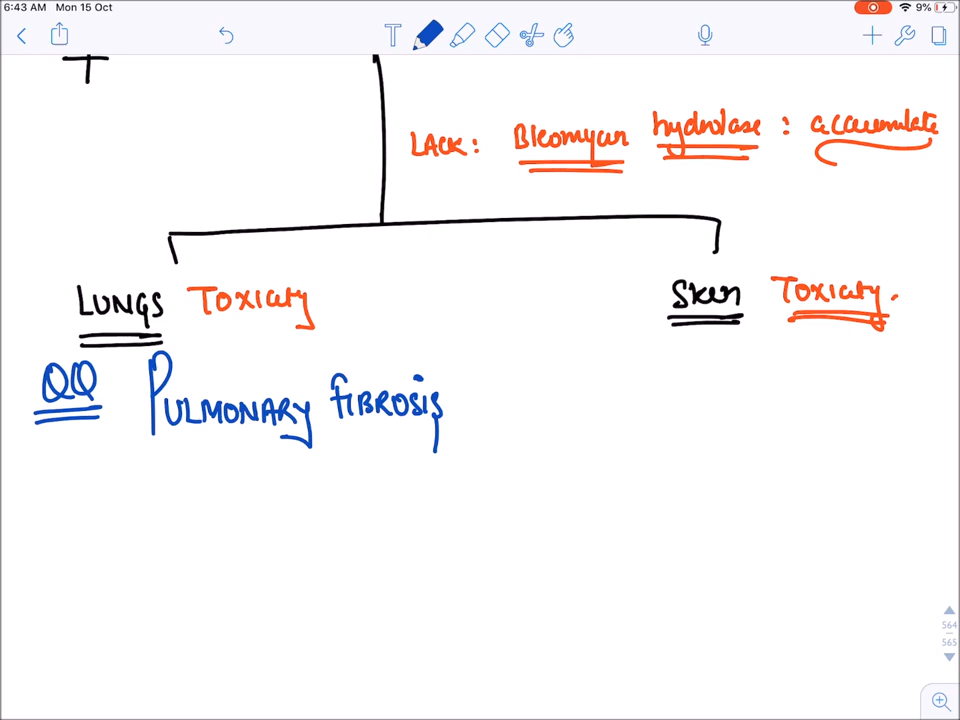 6:43 AM Mon 15 Oct 9%
T
LACK: Bleomycin hydrolase : accumulate
LUNGS Toxicity Skin Toxicity.
QQ PULMONARY FIBROSIS
564
565